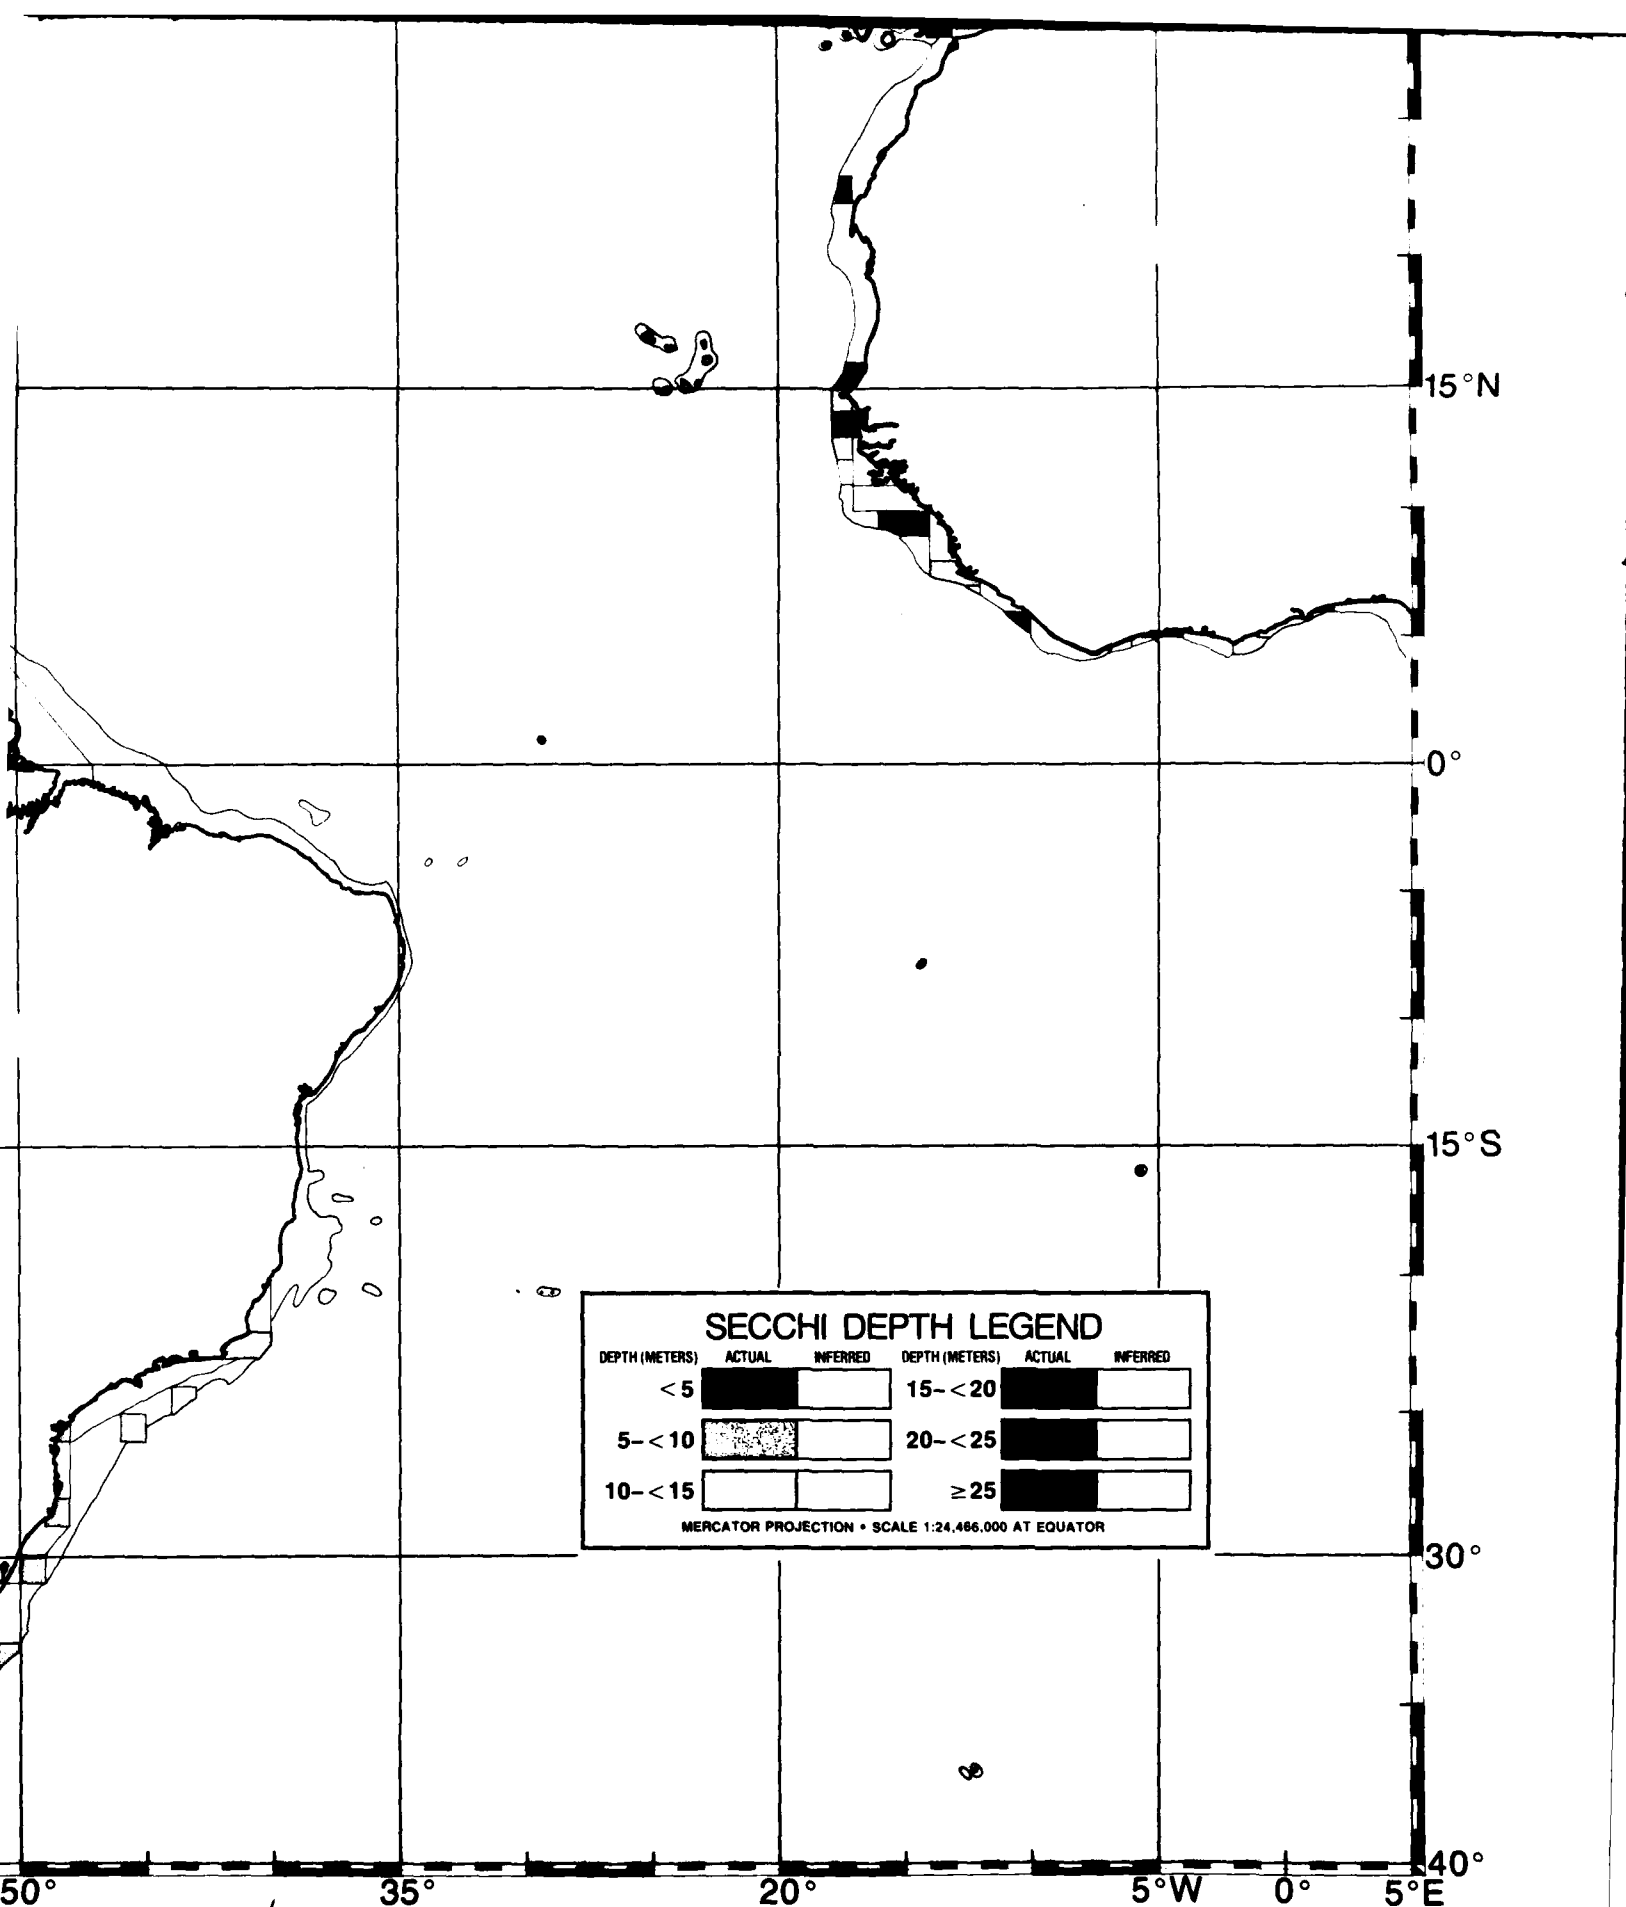 15°N
0°
15°S
SECCHI DEPTH LEGEND
DEPTH (METERS) ACTUAL INFERRED DEPTH (METERS) ACTUAL INFERRED
<5 15-<20
5-<10 20-<25
10-<15 ≥25
MERCATOR PROJECTION • SCALE 1:24,466,000 AT EQUATOR
30°
40°
50° 35° 20° 5°W 0° 5°E